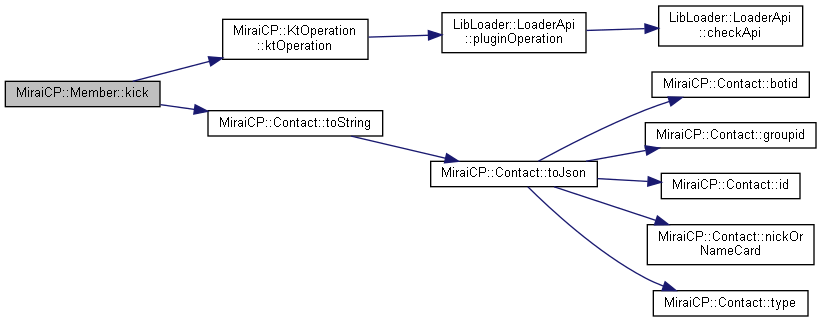 MiraiCP::Member::kick
MiraiCP::KtOperation
::ktOperation
LibLoader::LoaderApi
::pluginOperation
LibLoader::LoaderApi
::checkApi
MiraiCP::Contact::toString
MiraiCP::Contact::toJson
MiraiCP::Contact::botid
MiraiCP::Contact::groupid
MiraiCP::Contact::id
MiraiCP::Contact::nickOr
NameCard
MiraiCP::Contact::type